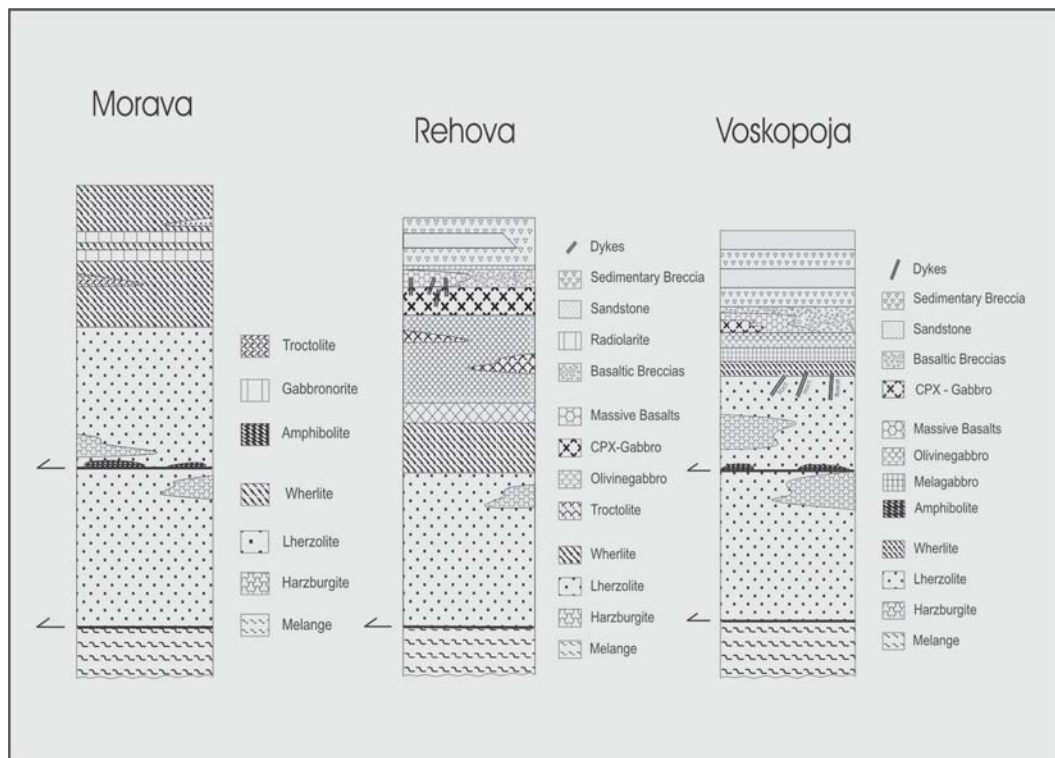 Morava
Troctolite
Gabbronorite
Amphibolite
Wherlite
Lherzolite
Harzburgite
Melange
Rehova
Dykes
Sedimentary Breccia
Sandstone
Radiolarite
Basaltic Breccias
Massive Basalts
CPX-Gabbro
Olivinegabbro
Troctolite
Wherlite
Lherzolite
Harzburgite
Melange
Voskopoja
Dykes
Sedimentary Breccia
Sandstone
Basaltic Breccias
CPX - Gabbro
Massive Basalts
Olivinegabbro
Melagabbro
Amphibolite
Wherlite
Lherzolite
Harzburgite
Melange